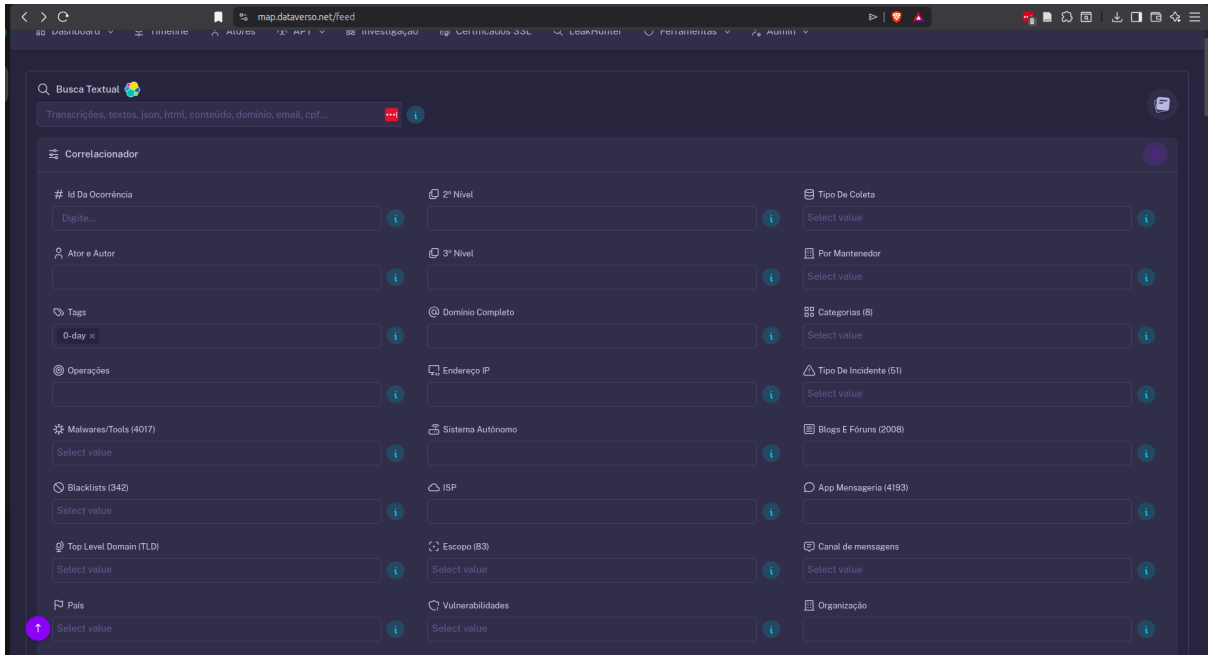 map.dataverso.net/feed
8
Dashboard Timeline Atores APT Investigação Certificados SSL LeakHunter Ferramentas Admin
Busca Textual
Transcrições, textos, json, html, conteúdo, domínio, email, cpf...
Correlacionador
Id Da Ocorrência 2º Nível Tipo De Coleta
Digite... Select value
Ator e Autor 3º Nível Por Mantenedor
Select value
Tags Domínio Completo Categorias (8)
0-day × Select value
Operações Endereço IP Tipo De Incidente (51)
Select value
Malwares/Tools (4017) Sistema Autônomo Blogs E Fóruns (2008)
Select value
Blacklists (342) ISP App Mensageria (4193)
Select value
Top Level Domain (TLD) Escopo (83) Canal de mensagens
Select value Select value Select value
País Vulnerabilidades Organização
Select value Select value